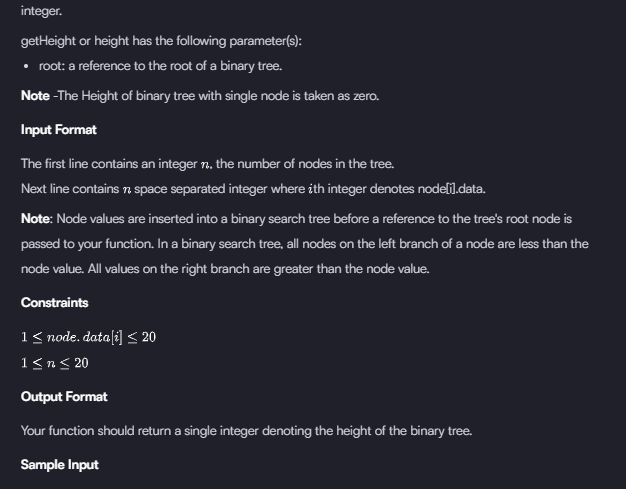 integer.
getHeight or height has the following parameter(s):
• root: a reference to the root of a binary tree.
Note -The Height of binary tree with single node is taken as zero.
Input Format
The first line contains an integer n, the number of nodes in the tree.
Next line contains n space separated integer where ith integer denotes node[i].data.
Note: Node values are inserted into a binary search tree before a reference to the tree's root node is
passed to your function. In a binary search tree, all nodes on the left branch of a node are less than the
node value. All values on the right branch are greater than the node value.
Constraints
1 ≤ node.data[i] ≤ 20
1 ≤ n ≤ 20
Output Format
Your function should return a single integer denoting the height of the binary tree.
Sample Input